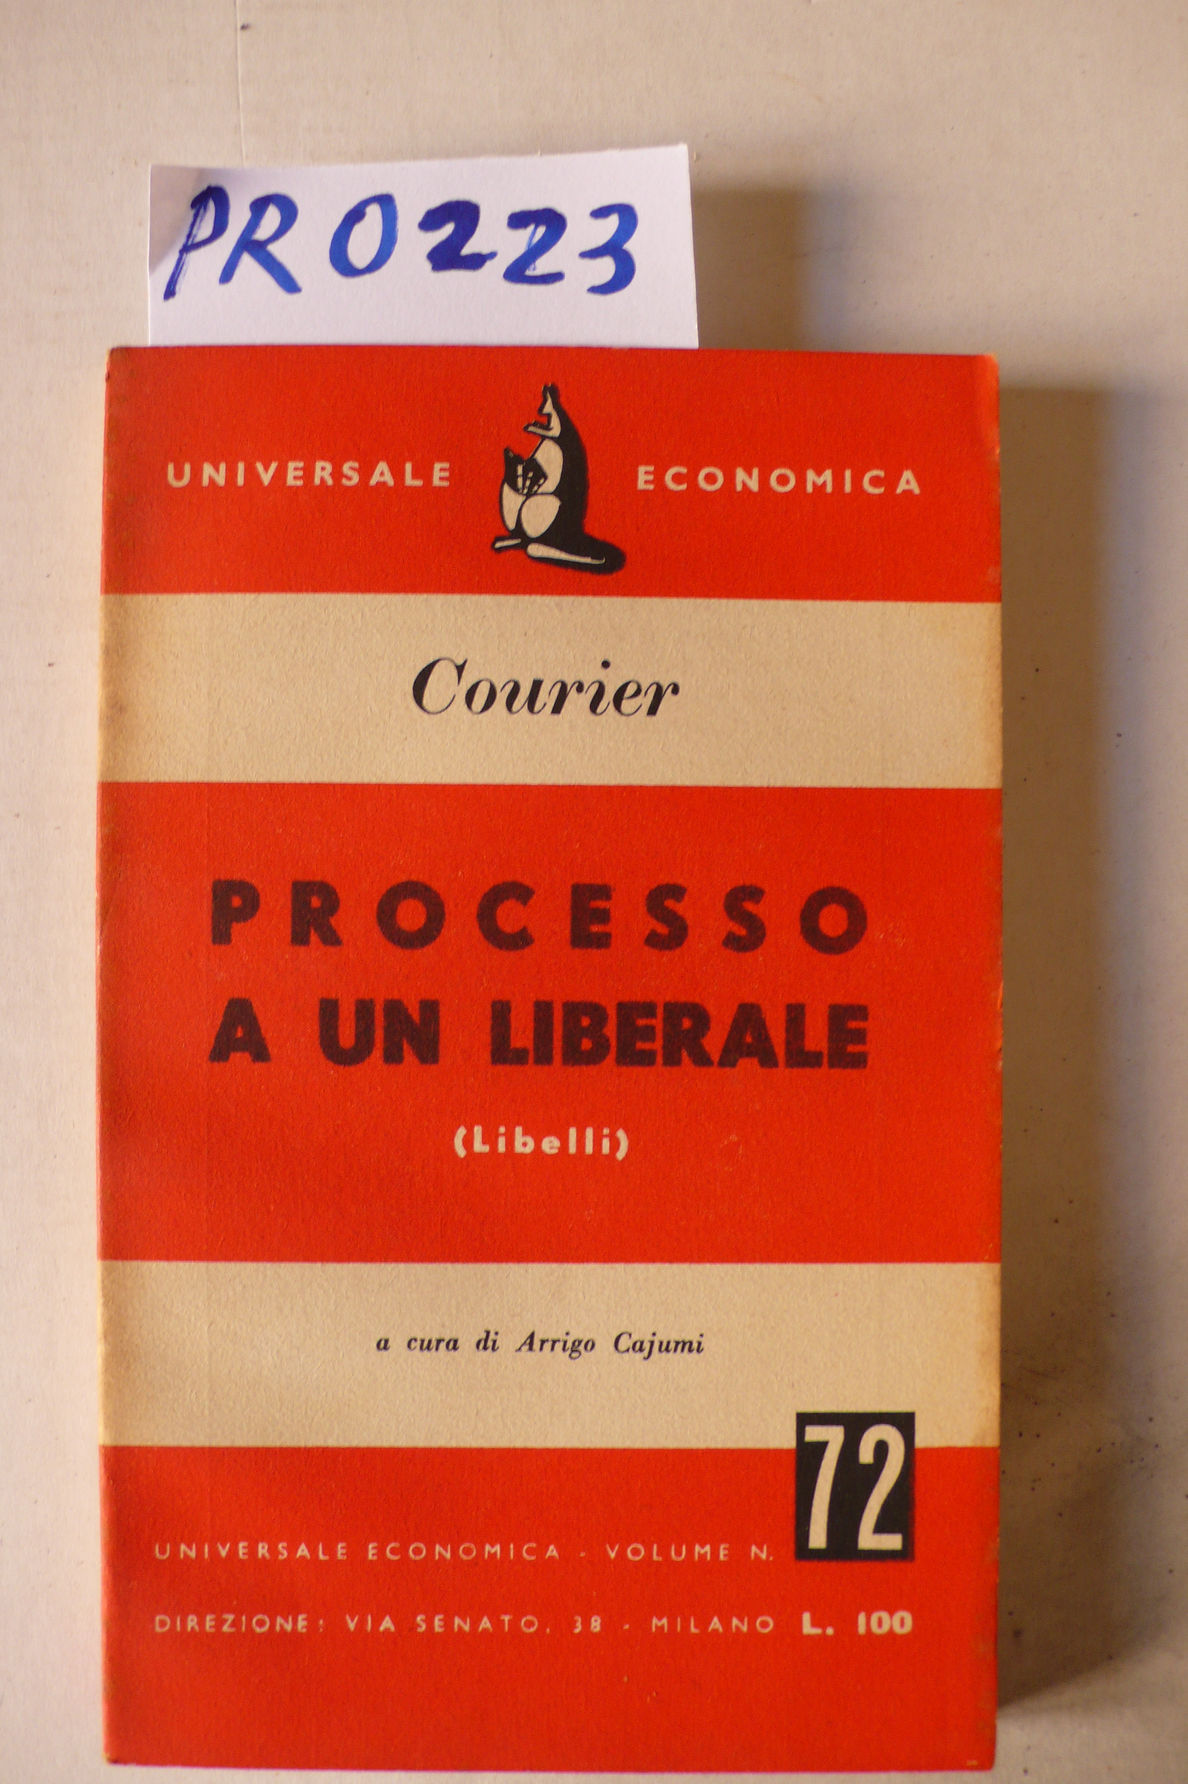 PR0223
UNIVERSALE ECONOMICA
Courier
PROCESSO
A UN LIBERALE
(Libelli)
a cura di Arrigo Cajumi
72
UNIVERSALE ECONOMICA - VOLUME N.
DIREZIONE: VIA SENATO, 38 - MILANO L. 100